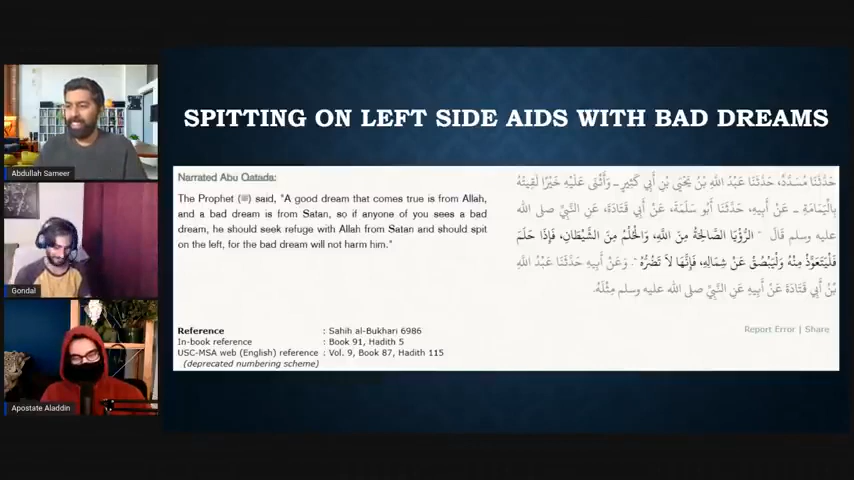 SPITTING ON LEFT SIDE AIDS WITH BAD DREAMS
Narrated Abu Qatada:
The Prophet (ﷺ) said, "A good dream that comes true is from Allah,
and a bad dream is from Satan, so if anyone of you sees a bad
dream, he should seek refuge with Allah from Satan and should spit
on the left, for the bad dream will not harm him."
حَدَّثَنَا مُسَدَّدٌ، حَدَّثَنَا عَبْدُ اللَّهِ بْنُ يَحْيَى بْنِ أَبِي كَثِيرٍ ـ وَأَثْنَى عَلَيْهِ خَيْرًا لَقِيتُهُ
بِالْيَمَامَةِ ـ عَنْ أَبِيهِ، حَدَّثَنَا أَبُو سَلَمَةَ، عَنْ أَبِي قَتَادَةَ، عَنِ النَّبِيِّ صلى الله
عليه وسلم قَالَ ‏"‏ الرُّؤْيَا الصَّالِحَةُ مِنَ اللَّهِ، وَالْحُلْمُ مِنَ الشَّيْطَانِ، فَإِذَا حَلَمَ
فَلْيَتَعَوَّذْ مِنْهُ وَلْيَبْصُقْ عَنْ شِمَالِهِ، فَإِنَّهَا لاَ تَضُرُّهُ ‏"‏‏.‏ وَعَنْ أَبِيهِ حَدَّثَنَا عَبْدُ اللَّهِ
بْنُ أَبِي قَتَادَةَ عَنْ أَبِيهِ عَنِ النَّبِيِّ صلى الله عليه وسلم مِثْلَهُ‏.‏
Reference : Sahih al-Bukhari 6986
In-book reference : Book 91, Hadith 5
USC-MSA web (English) reference : Vol. 9, Book 87, Hadith 115
(deprecated numbering scheme)
Report Error | Share
Abdullah Sameer
Gondal
Apostate Aladdin